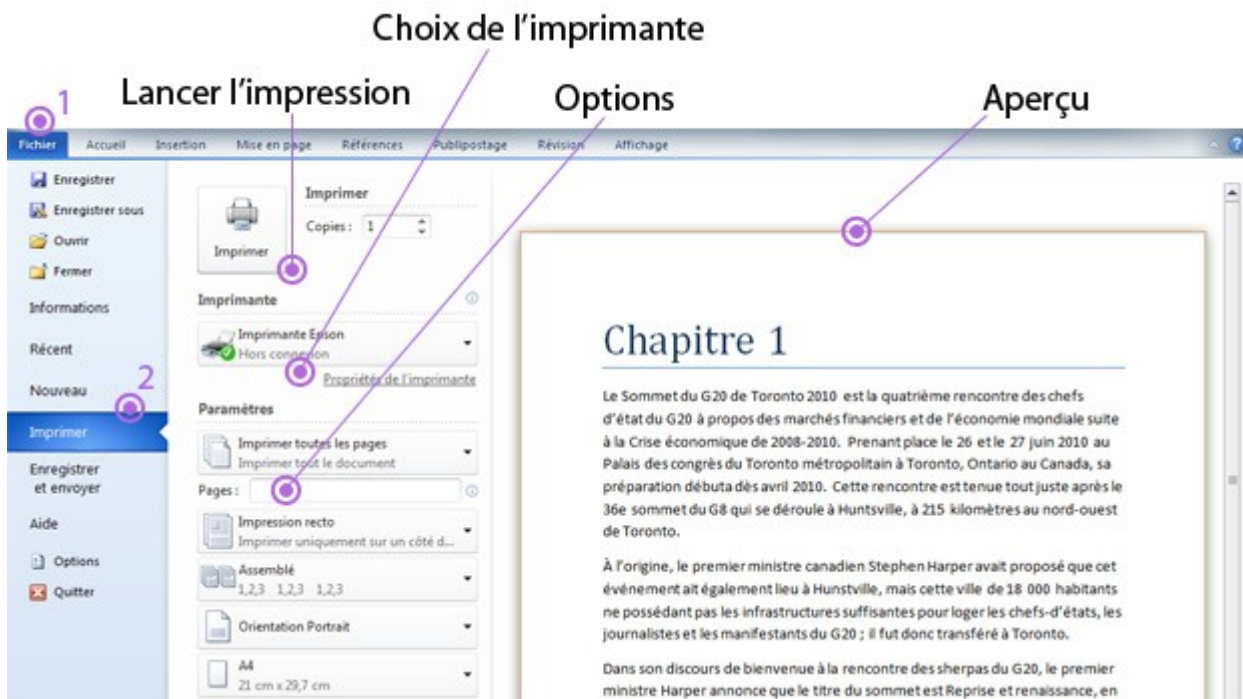 Choix de l'imprimante
Lancer l'impression
Options
Aperçu
1
Fichier Accueil Insertion Mise en page Références Publipostage Révision Affichage
Enregistrer
Enregistrer sous
Ouvrir
Fermer
Informations
Récent
Nouveau
2
Imprimer
Enregistrer
et envoyer
Aide
Options
Quitter
Imprimer
Imprimer
Copies : 1
Imprimante
Imprimante Epson
Hors connexion
Propriétés de l'imprimante
Paramètres
Imprimer toutes les pages
Imprimer tout le document
Pages :
Impression recto
Imprimer uniquement sur un côté d...
Assemblé
1,2,3 1,2,3 1,2,3
Orientation Portrait
A4
21 cm x 29,7 cm
Chapitre 1
Le Sommet du G20 de Toronto 2010 est la quatrième rencontre des chefs
d'état du G20 à propos des marchés financiers et de l'économie mondiale suite
à la Crise économique de 2008-2010. Prenant place le 26 et le 27 juin 2010 au
Palais des congrès du Toronto métropolitain à Toronto, Ontario au Canada, sa
préparation débuta dès avril 2010. Cette rencontre est tenue tout juste après le
36e sommet du G8 qui se déroule à Huntsville, à 215 kilomètres au nord-ouest
de Toronto.
À l'origine, le premier ministre canadien Stephen Harper avait proposé que cet
événement ait également lieu à Hunstville, mais cette ville de 18 000 habitants
ne possédant pas les infrastructures suffisantes pour loger les chefs-d'états, les
journalistes et les manifestants du G20 ; il fut donc transféré à Toronto.
Dans son discours de bienvenue à la rencontre des sherpas du G20, le premier
ministre Harper annonce que le titre du sommet est Reprise et renaissance, en